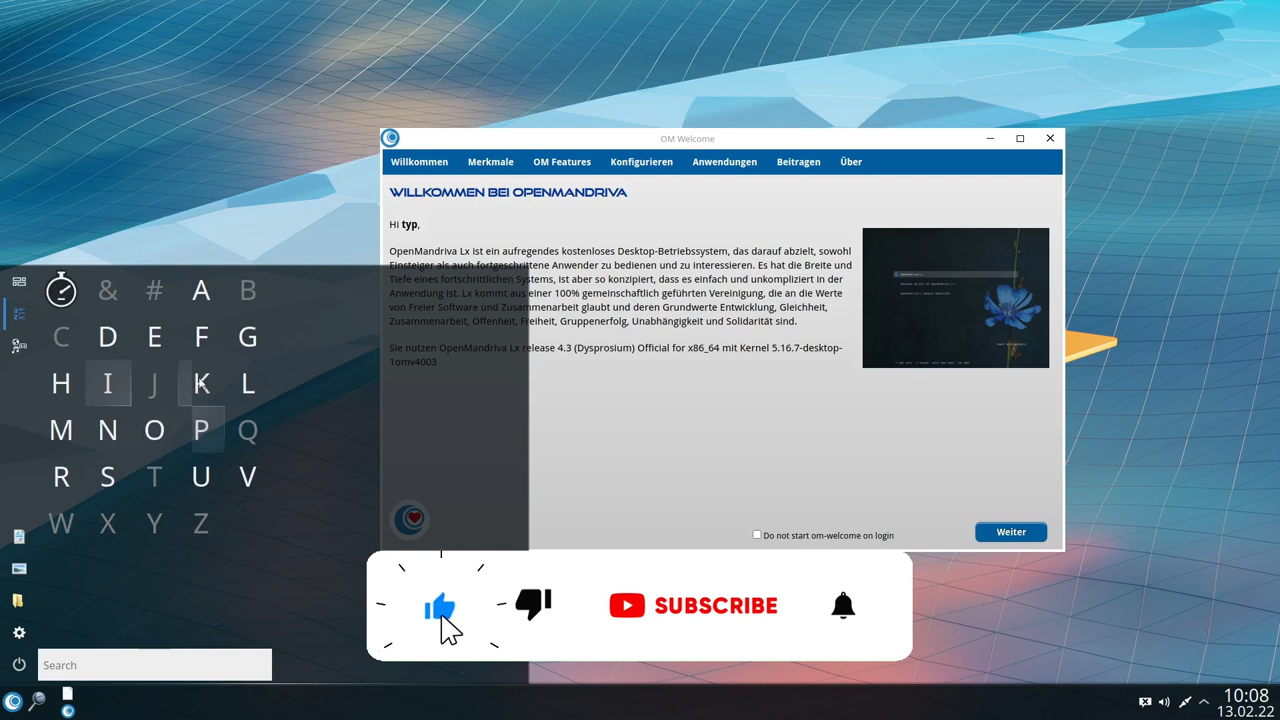 OM Welcome
Willkommen Merkmale OM Features Konfigurieren Anwendungen Beitragen Über
WILLKOMMEN BEI OPENMANDRIVA
Hi typ,
OpenMandriva Lx ist ein aufregendes kostenloses Desktop-Betriebssystem, das darauf abzielt, sowohl
Einsteiger als auch fortgeschrittene Anwender zu bedienen und zu interessieren. Es hat die Breite und
Tiefe eines fortschrittlichen Systems, ist aber so konzipiert, dass es einfach und unkompliziert in der
Anwendung ist. Lx kommt aus einer 100% gemeinschaftlich geführten Vereinigung, die an die Werte
von Freier Software und Zusammenarbeit glaubt und deren Grundwerte Entwicklung, Gleichheit,
Zusammenarbeit, Offenheit, Freiheit, Gruppenerfolg, Unabhängigkeit und Solidarität sind.
Sie nutzen OpenMandriva Lx release 4.3 (Dysprosium) Official for x86_64 mit Kernel 5.16.7-desktop-
1omv4003
Do not start om-welcome on login
Weiter
& # A B
C D E F G
H I J K L
M N O P Q
R S T U V
W X Y Z
SUBSCRIBE
Search
10:08
13.02.22